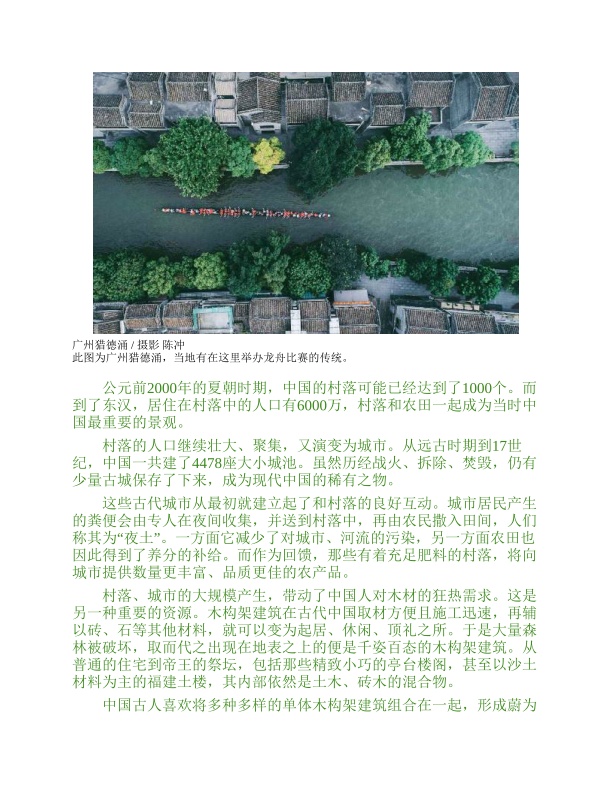 广州猎德涌 / 摄影 陈冲
此图为广州猎德涌，当地有在这里举办龙舟比赛的传统。
公元前2000年的夏朝时期，中国的村落可能已经达到了1000个。而
到了东汉，居住在村落中的人口有6000万，村落和农田一起成为当时中
国最重要的景观。
村落的人口继续壮大、聚集，又演变为城市。从远古时期到17世
纪，中国一共建了4478座大小城池。虽然历经战火、拆除、焚毁，仍有
少量古城保存了下来，成为现代中国的稀有之物。
这些古代城市从最初就建立起了和村落的良好互动。城市居民产生
的粪便会由专人在夜间收集，并送到村落中，再由农民撒入田间，人们
称其为“夜土”。一方面它减少了对城市、河流的污染，另一方面农田也
因此得到了养分的补给。而作为回馈，那些有着充足肥料的村落，将向
城市提供数量更丰富、品质更佳的农产品。
村落、城市的大规模产生，带动了中国人对木材的狂热需求。这是
另一种重要的资源。木构架建筑在古代中国取材方便且施工迅速，再辅
以砖、石等其他材料，就可以变为起居、休闲、顶礼之所。于是大量森
林被破坏，取而代之出现在地表之上的便是千姿百态的木构架建筑。从
普通的住宅到帝王的祭坛，包括那些精致小巧的亭台楼阁，甚至以沙土
材料为主的福建土楼，其内部依然是土木、砖木的混合物。
中国古人喜欢将多种多样的单体木构架建筑组合在一起，形成蔚为